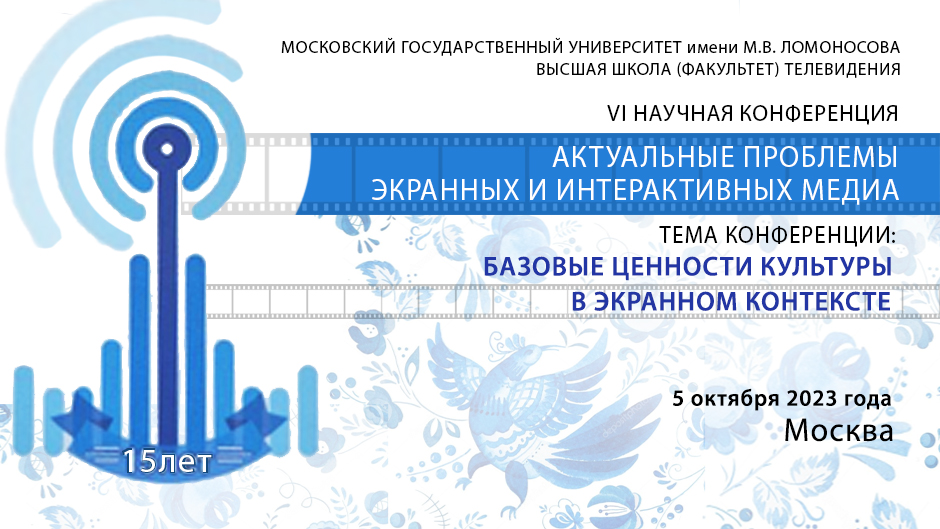 МОСКОВСКИЙ ГОСУДАРСТВЕННЫЙ УНИВЕРСИТЕТ имени М.В. ЛОМОНОСОВА
ВЫСШАЯ ШКОЛА (ФАКУЛЬТЕТ) ТЕЛЕВИДЕНИЯ
VI НАУЧНАЯ КОНФЕРЕНЦИЯ
АКТУАЛЬНЫЕ ПРОБЛЕМЫ
ЭКРАННЫХ И ИНТЕРАКТИВНЫХ МЕДИА
ТЕМА КОНФЕРЕНЦИИ:
БАЗОВЫЕ ЦЕННОСТИ КУЛЬТУРЫ
В ЭКРАННОМ КОНТЕКСТЕ
5 октября 2023 года
Москва
15лет